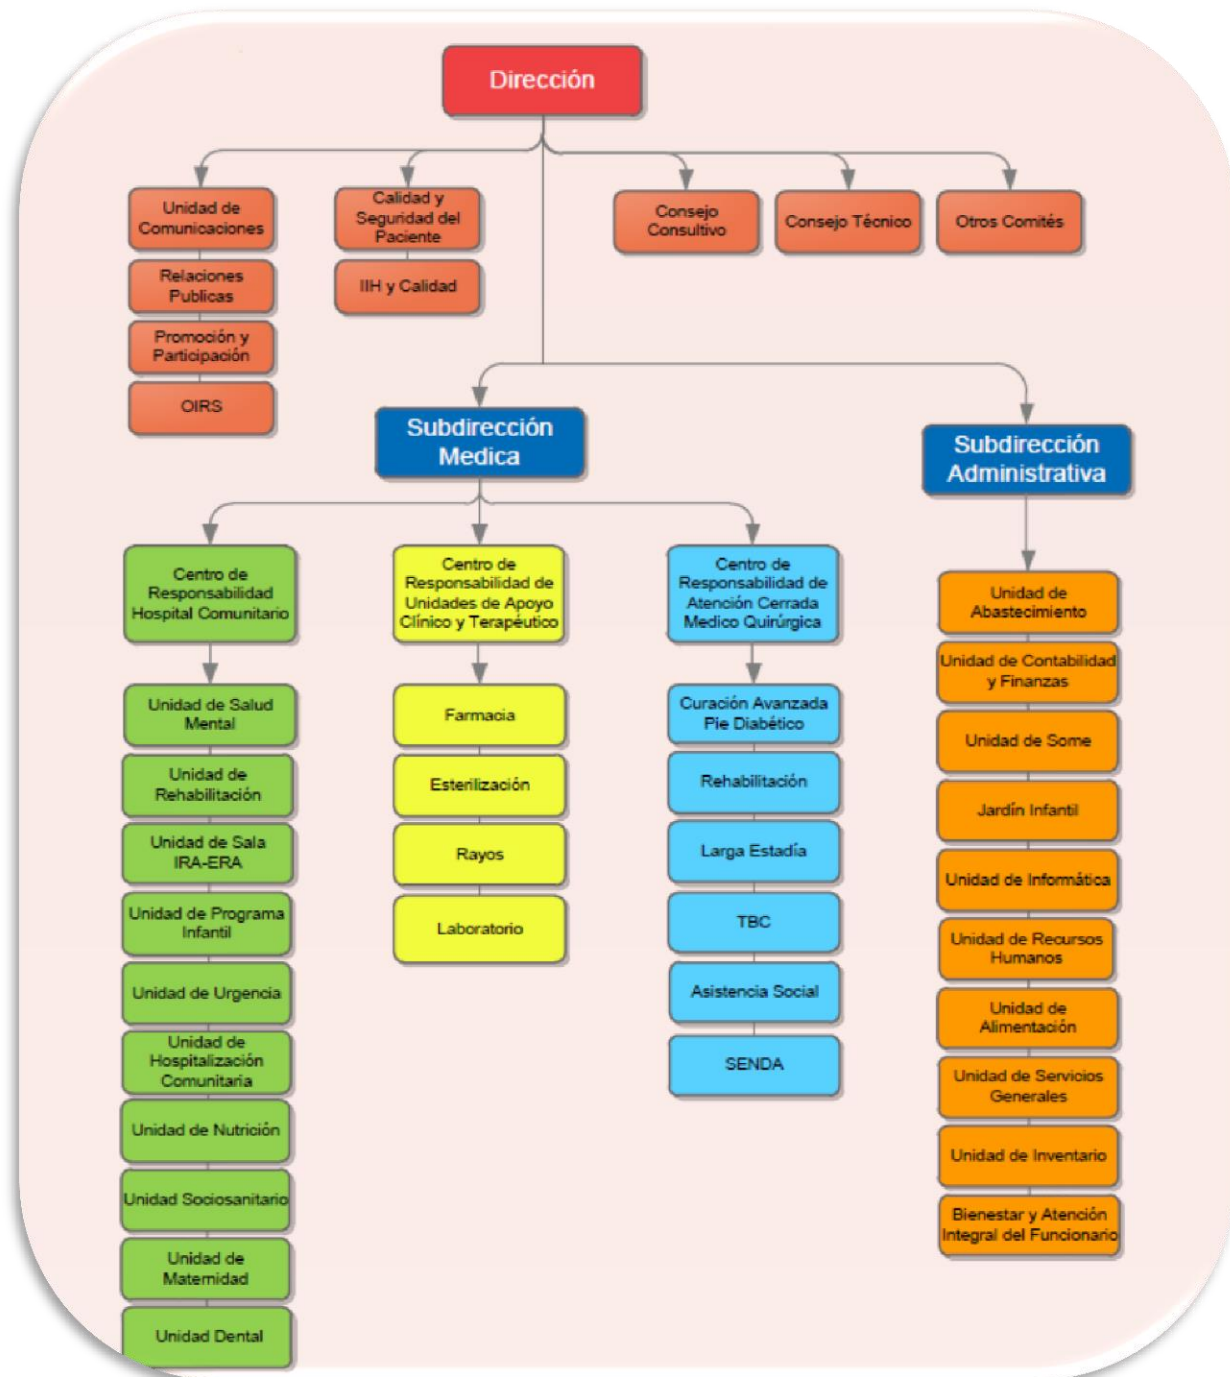 Dirección
Unidad de
Comunicaciones
Relaciones
Publicas
Promoción y
Participación
OIRS
Calidad y
Seguridad del
Paciente
IIH y Calidad
Consejo
Consultivo
Consejo Técnico
Otros Comités
Subdirección
Medica
Subdirección
Administrativa
Centro de
Responsabilidad
Hospital Comunitario
Unidad de Salud
Mental
Unidad de
Rehabilitación
Unidad de Sala
IRA-ERA
Unidad de Programa
Infantil
Unidad de Urgencia
Unidad de
Hospitalización
Comunitaria
Unidad de Nutrición
Unidad Sociosanitario
Unidad de
Maternidad
Unidad Dental
Centro de
Responsabilidad de
Unidades de Apoyo
Clínico y Terapéutico
Farmacia
Esterilización
Rayos
Laboratorio
Centro de
Responsabilidad de
Atención Cerrada
Medico Quirúrgica
Curación Avanzada
Pie Diabético
Rehabilitación
Larga Estadía
TBC
Asistencia Social
SENDA
Unidad de
Abastecimiento
Unidad de Contabilidad
y Finanzas
Unidad de Some
Jardín Infantil
Unidad de Informática
Unidad de Recursos
Humanos
Unidad de
Alimentación
Unidad de Servicios
Generales
Unidad de Inventario
Bienestar y Atención
Integral del Funcionario